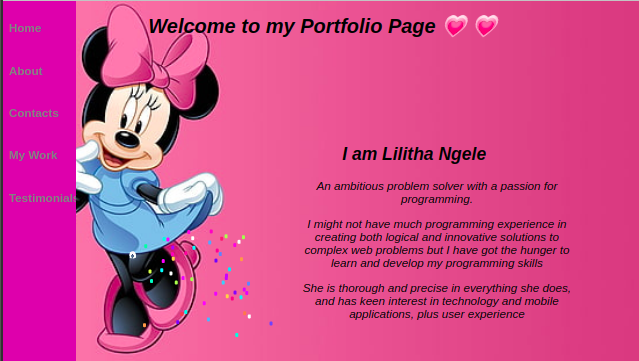 Welcome to my Portfolio Page
Home
About
Contacts
My Work
Testimonials
I am Lilitha Ngele
An ambitious problem solver with a passion for
programming.
I might not have much programming experience in
creating both logical and innovative solutions to
complex web problems but I have got the hunger to
learn and develop my programming skills
She is thorough and precise in everything she does,
and has keen interest in technology and mobile
applications, plus user experience